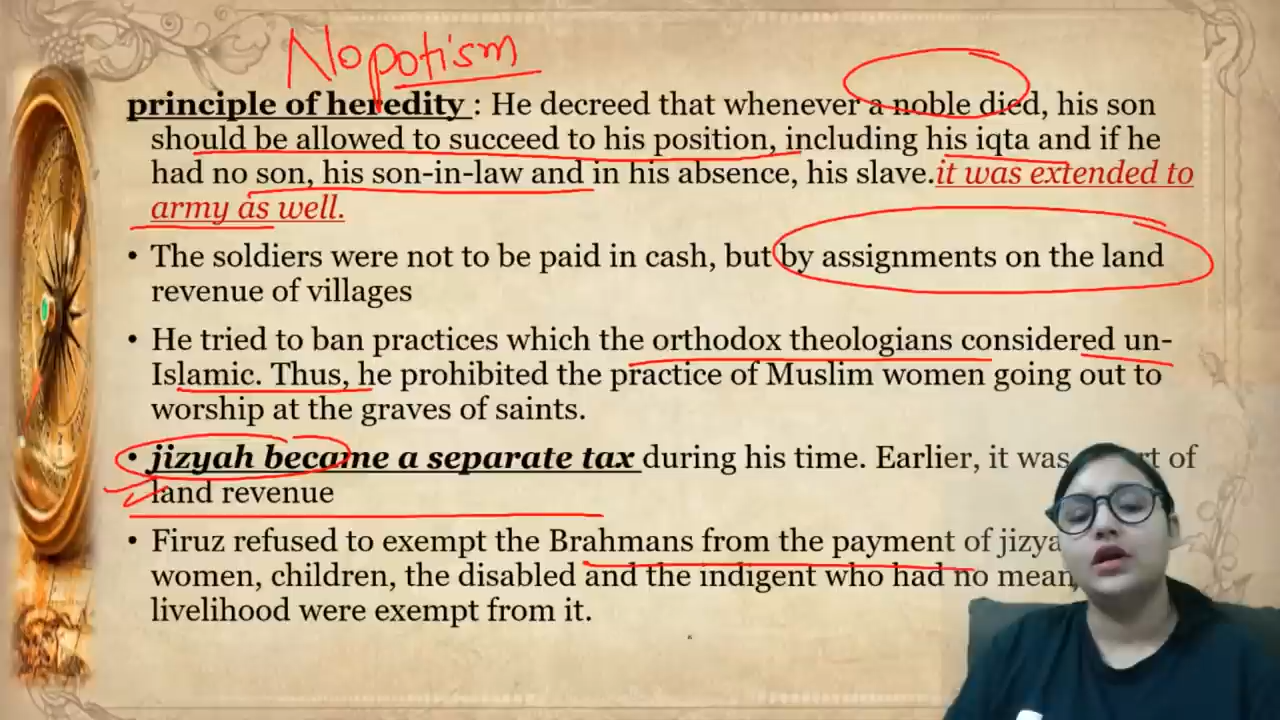 Nopotism
principle of heredity : He decreed that whenever a noble died, his son
should be allowed to succeed to his position, including his iqta and if he
had no son, his son-in-law and in his absence, his slave.it was extended to
army as well.
• The soldiers were not to be paid in cash, but by assignments on the land
revenue of villages
• He tried to ban practices which the orthodox theologians considered un-
Islamic. Thus, he prohibited the practice of Muslim women going out to
worship at the graves of saints.
• jizyah became a separate tax during his time. Earlier, it was of
land revenue
• Firuz refused to exempt the Brahmans from the payment of
women, children, the disabled and the indigent who had no
livelihood were exempt from it.